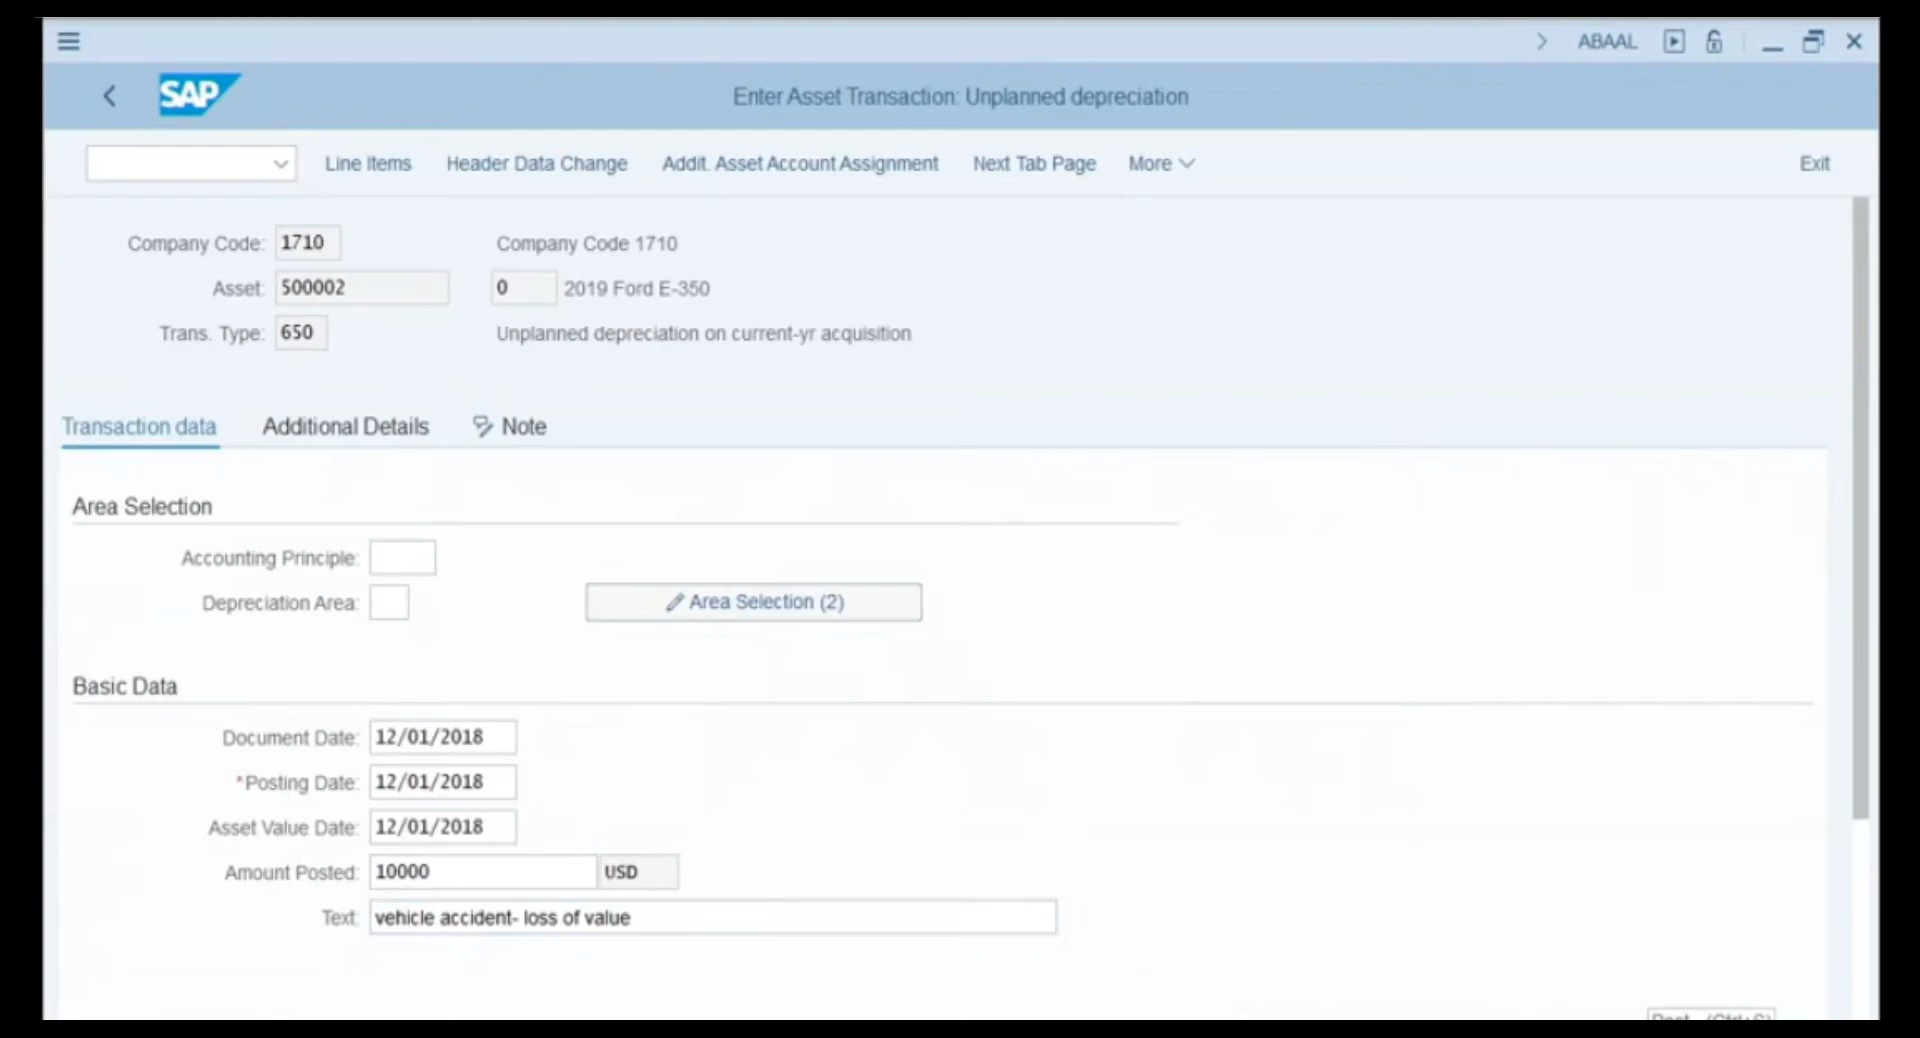 ABAAL
SAP
Enter Asset Transaction: Unplanned depreciation
Line Items Header Data Change Addit. Asset Account Assignment Next Tab Page More Exit
Company Code: 1710 Company Code 1710
Asset: 500002 0 2019 Ford E-350
Trans. Type: 650 Unplanned depreciation on current-yr acquisition
Transaction data Additional Details Note
Area Selection
Accounting Principle:
Depreciation Area: Area Selection (2)
Basic Data
Document Date: 12/01/2018
*Posting Date: 12/01/2018
Asset Value Date: 12/01/2018
Amount Posted: 10000 USD
Text: vehicle accident- loss of value
Post (Ctrl+S)